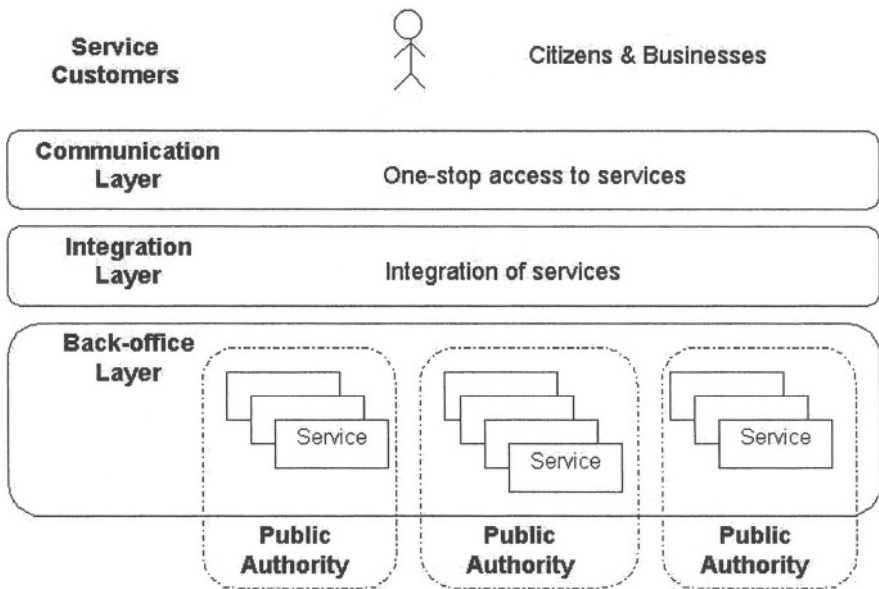 Service
Customers
Citizens & Businesses
Communication
Layer
One-stop access to services
Integration
Layer
Integration of services
Back-office
Layer
Service
Service
Service
Public
Authority
Public
Authority
Public
Authority